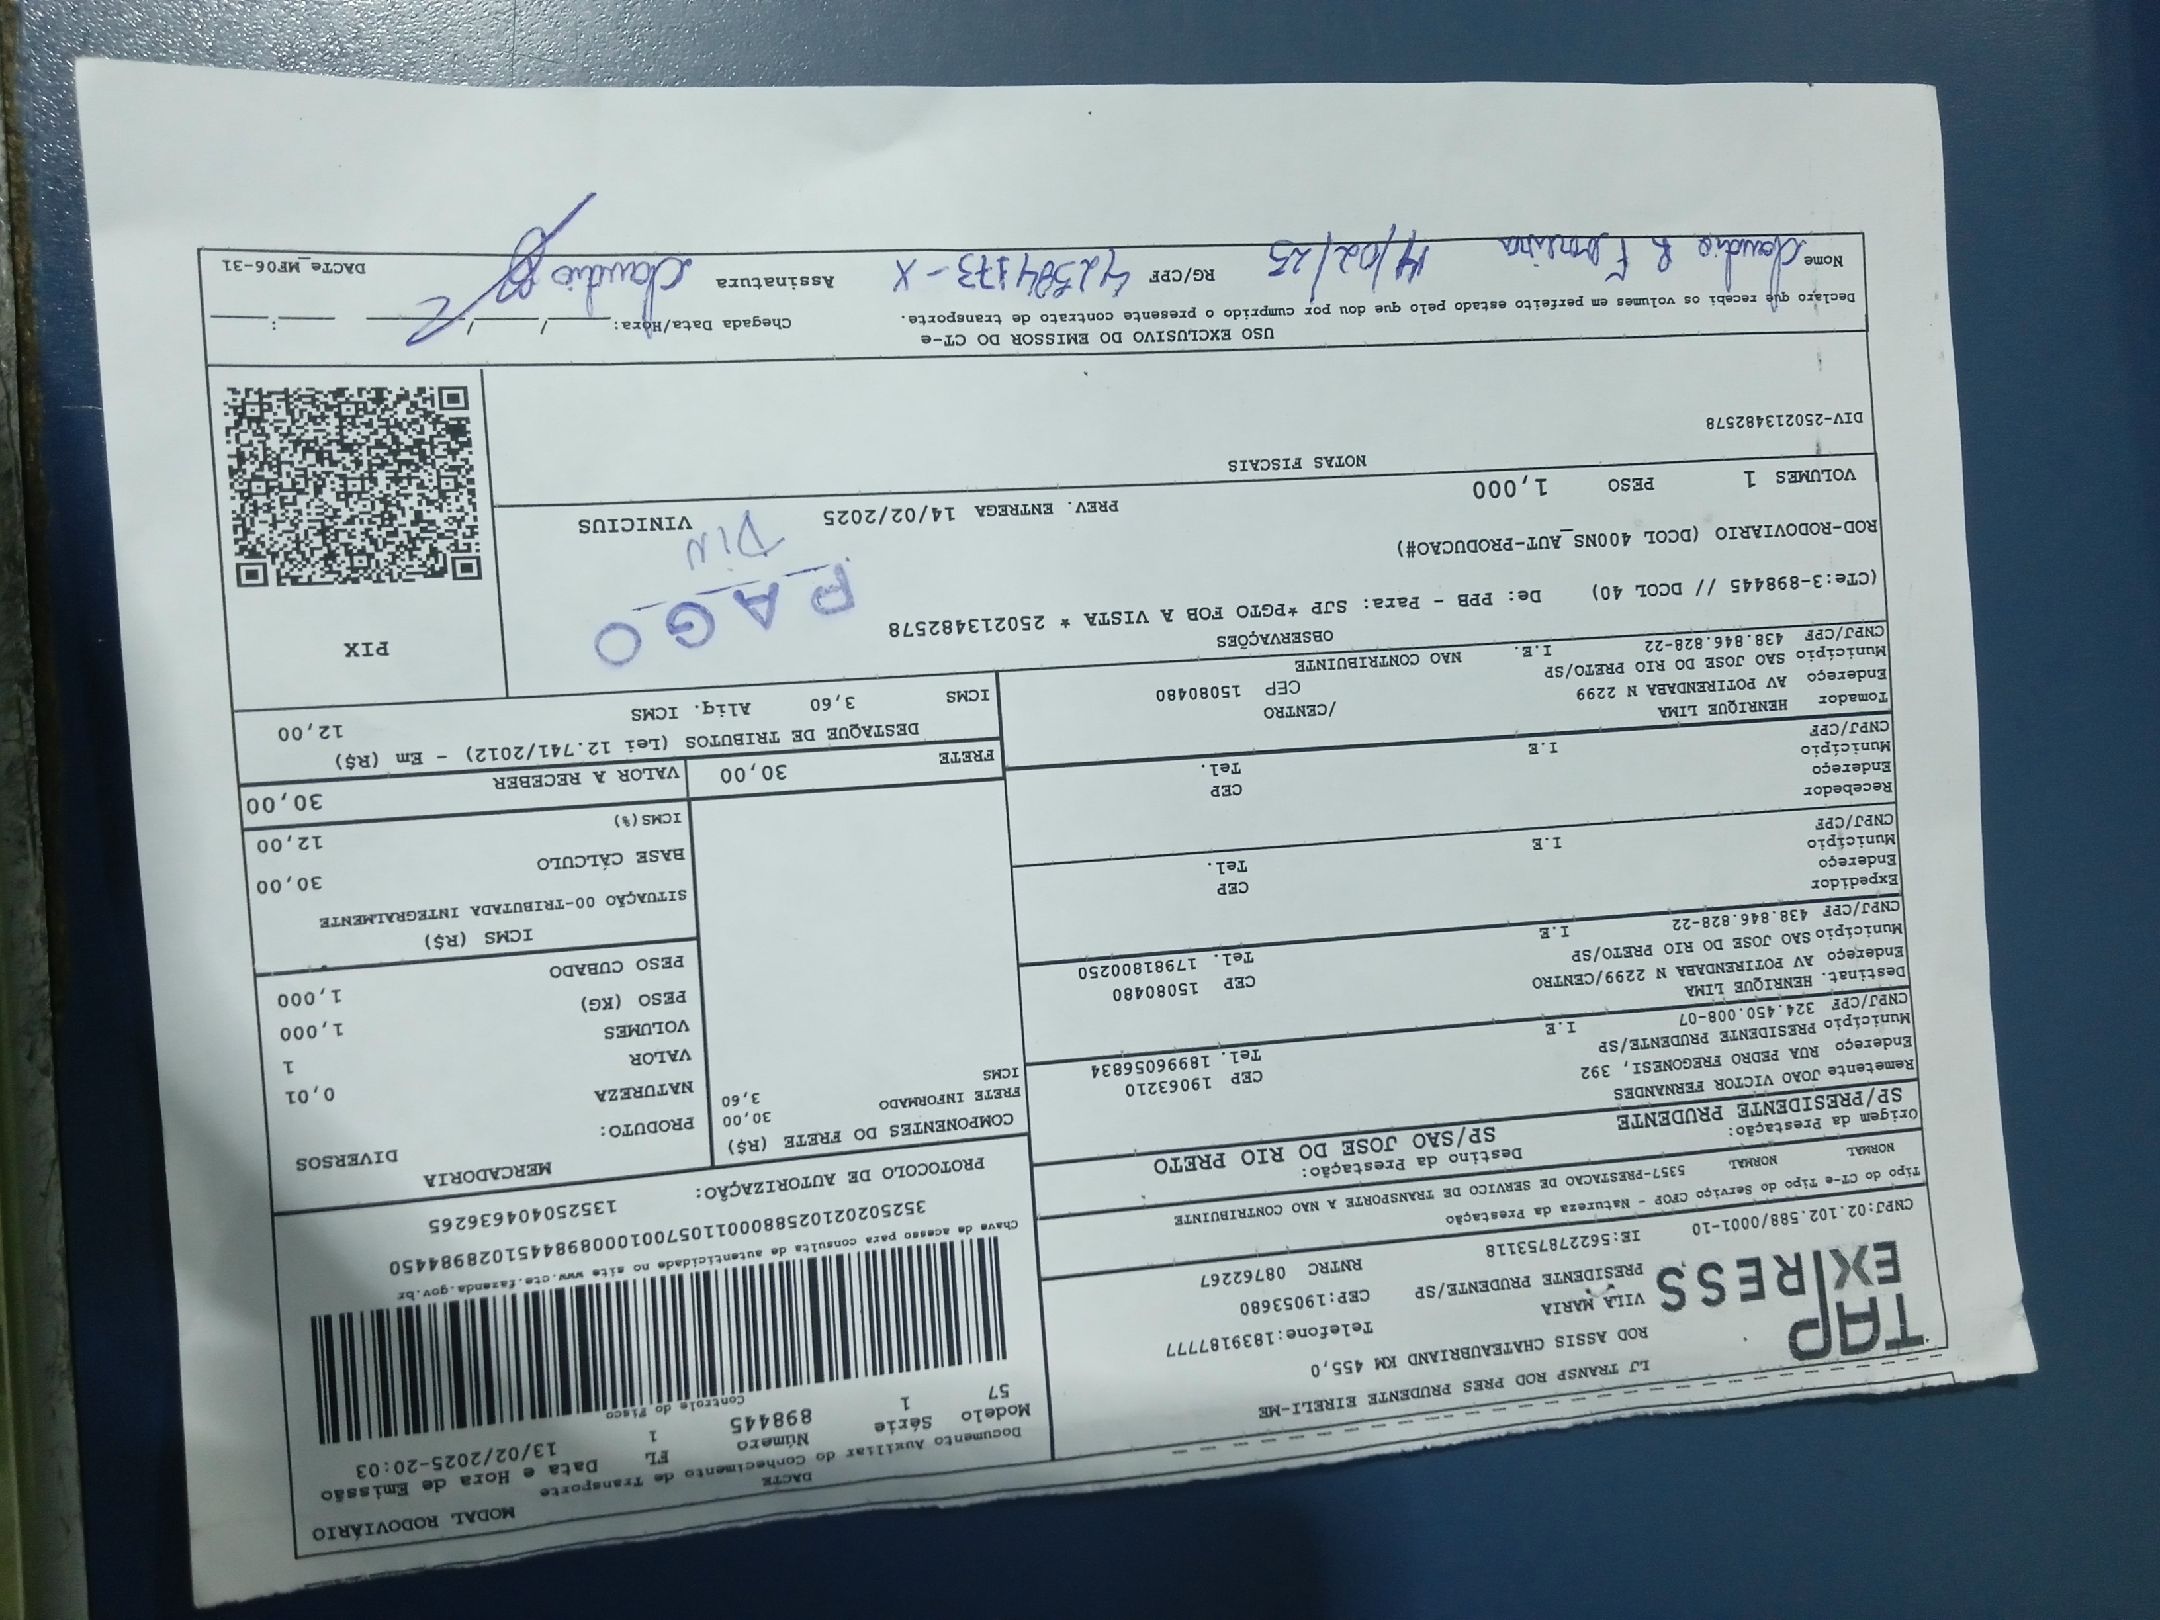 LJ TRANSP ROD PRES PRUDENTE EIRELI-ME
TAP
EXPRESS
ROD ASSIS CHATEAUBRIAND KM 455,0
VILA MARIA Telefone:1839187777
PRESIDENTE PRUDENTE/SP CEP:19053680
CNPJ:02.102.588/0001-10 IE:562278753118 RNTRC 08762267
DACTE MODAL RODOVIÁRIO
Documento Auxiliar do Conhecimento de Transporte
Modelo Série Número FL Data e Hora de Emissão
57 1 898445 1 13/02/2025-20:03
Controle do Fisco
Chave de acesso para consulta de autenticidade no site www.cte.fazenda.gov.br
35250202102588000110570010008984451028984450
PROTOCOLO DE AUTORIZAÇÃO: 135250404636265
Tipo do CT-e Tipo do Serviço CFOP - Natureza da Prestação
NORMAL NORMAL 5357-PRESTACAO DE SERVICO DE TRANSPORTE A NAO CONTRIBUINTE
Origem da Prestação: Destino da Prestação:
SP/PRESIDENTE PRUDENTE SP/SAO JOSE DO RIO PRETO
Remetente JOAO VICTOR FERNANDES
Endereço RUA PEDRO FREGONESI, 392 CEP 19063210
Município PRESIDENTE PRUDENTE/SP Tel. 18996056834
CNPJ/CPF 324.450.008-07 I.E
Destinat. HENRIQUE LIMA
Endereço AV POTIRENDABA N 2299/CENTRO CEP 15080480
Município SAO JOSE DO RIO PRETO/SP Tel. 17981800250
CNPJ/CPF 438.846.828-22 I.E
Expedidor
Endereço CEP
Município Tel.
CNPJ/CPF I.E
Recebedor
Endereço CEP
Município Tel.
CNPJ/CPF I.E
Tomador HENRIQUE LIMA
Endereço AV POTIRENDABA N 2299 /CENTRO
Município SAO JOSE DO RIO PRETO/SP CEP 15080480
CNPJ/CPF 438.846.828-22 I.E. NAO CONTRIBUINTE
COMPONENTES DO FRETE (R$)
FRETE INFORMADO 30,00
ICMS 3,60
MERCADORIA
PRODUTO: DIVERSOS
NATUREZA
VALOR 0,01
VOLUMES 1
PESO (KG) 1,000
PESO CUBADO 1,000
ICMS (R$)
SITUAÇÃO 00-TRIBUTADA INTEGRALMENTE
BASE CÁLCULO 30,00
ICMS(%) 12,00
FRETE 30,00 VALOR A RECEBER 30,00
DESTAQUE DE TRIBUTOS (Lei 12.741/2012) - Em (R$)
ICMS 3,60 Aliq. ICMS 12,00
OBSERVAÇÕES
(CTe:3-898445 // DCOL 40) De: PPB - Para: SJP *PGTO FOB A VISTA * 250213482578
ROD-RODOVIARIO (DCOL 400NS_AUT-PRODUCAO#)
PAGO
DIN
VOLUMES 1 PESO 1,000 PREV. ENTREGA 14/02/2025 VINICIUS
PIX
NOTAS FISCAIS
DIV-250213482578
USO EXCLUSIVO DO EMISSOR DO CT-e
Declaro que recebi os volumes em perfeito estado pelo que dou por cumprido o presente contrato de transporte. Chegada Data/Hora: / / :
Nome Claudio R Ferreira 14/02/25 RG/CPF 42584173-X Assinatura Claudio DACTe_MF06-31